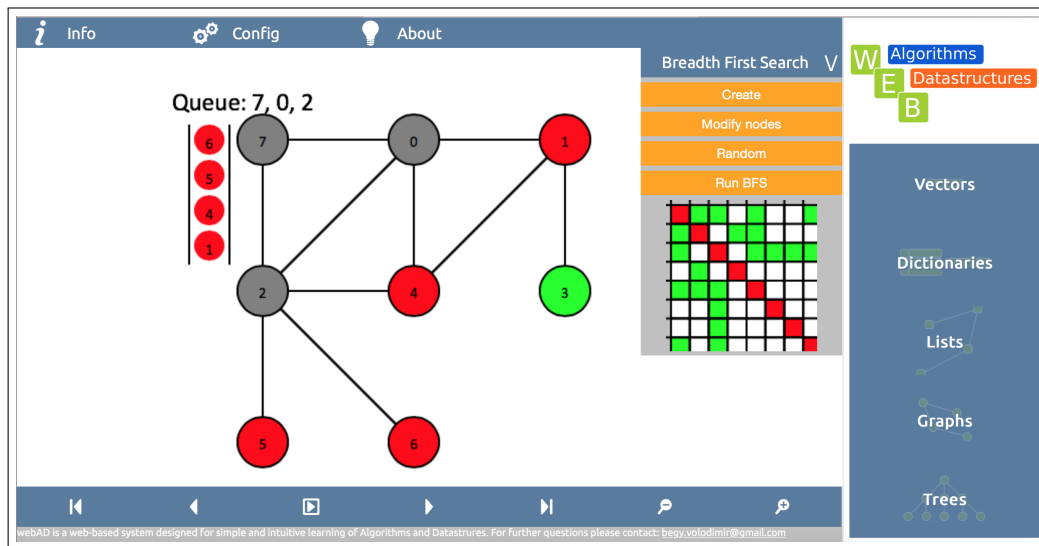 Info
Config
About
Breadth First Search V
Create
Modify nodes
Random
Run BFS
W Algorithms
E Datastructures
B
Queue: 7, 0, 2
6
5
4
1
7
0
1
2
4
3
5
6
Vectors
Dictionaries
Lists
Graphs
Trees
webAD is a web-based system designed for simple and intuitive learning of Algorithms and Datastrures. For further questions please contact: begy.volodimir@gmail.com